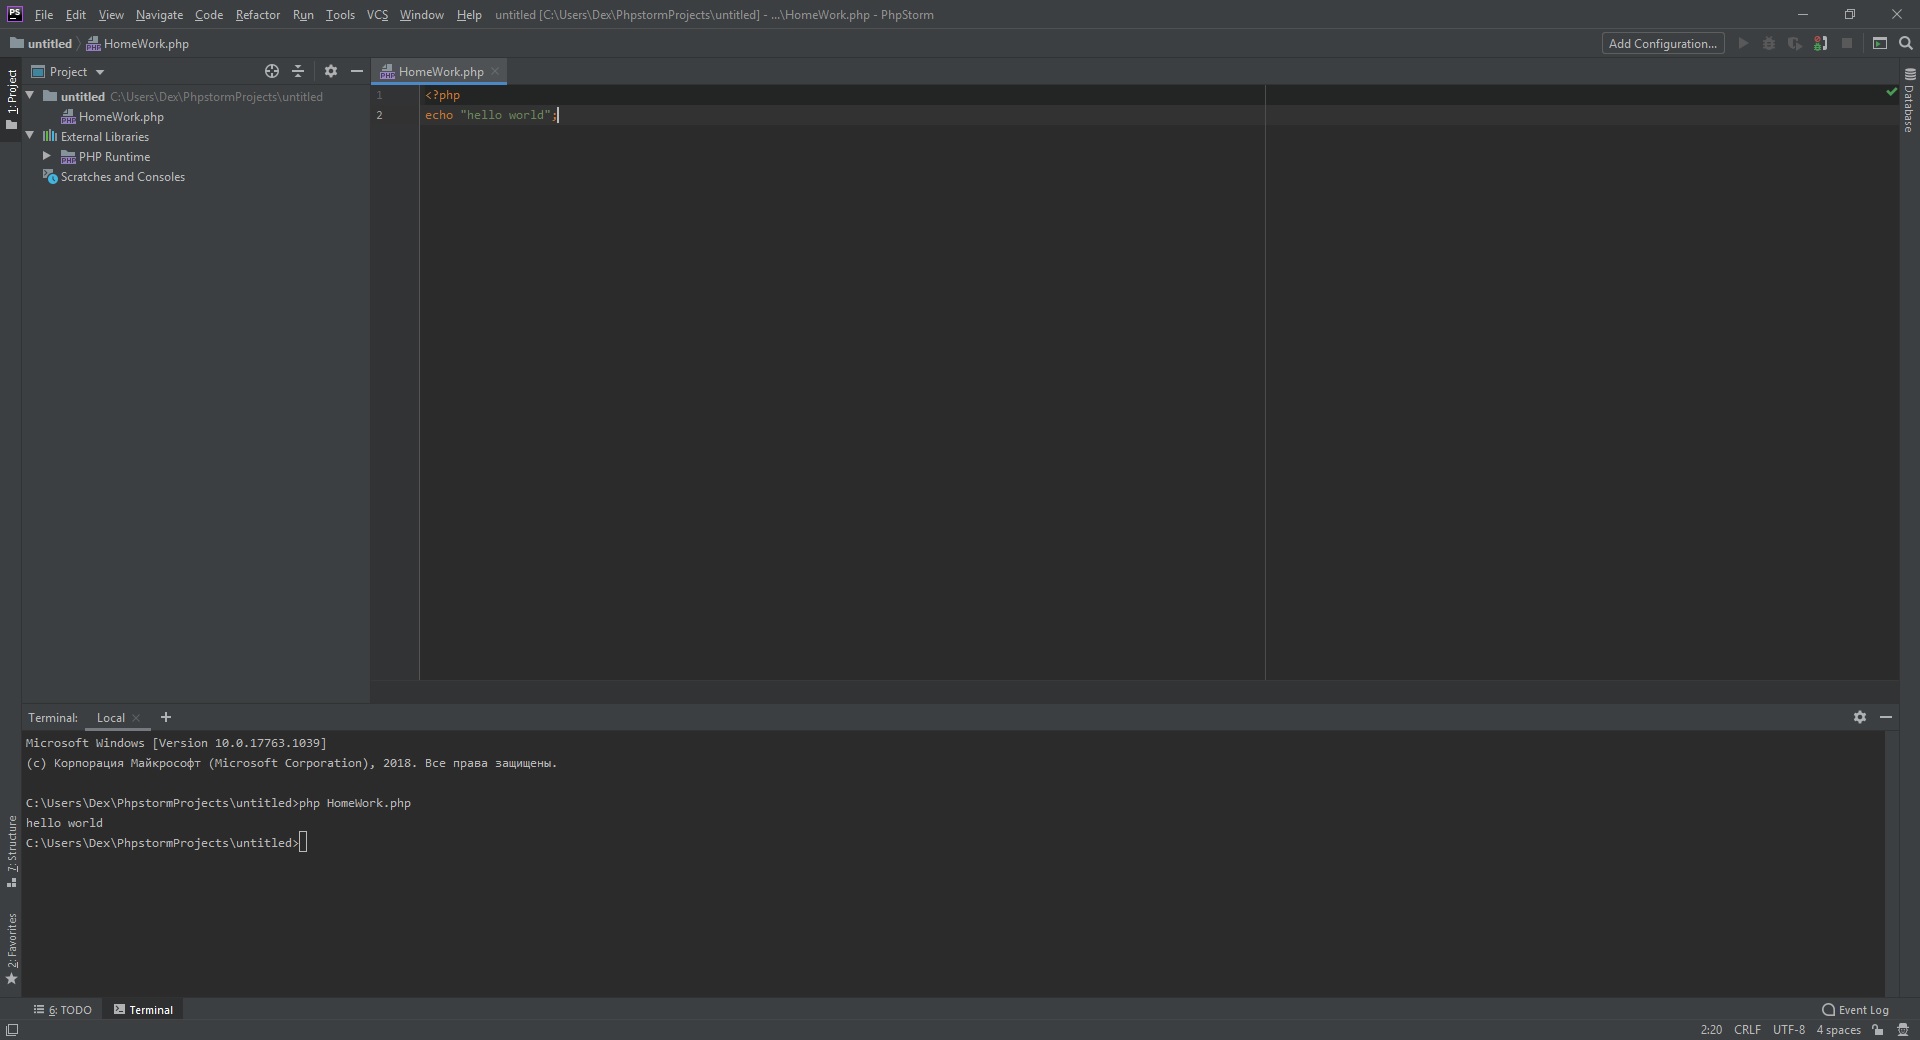 PS File Edit View Navigate Code Refactor Run Tools VCS Window Help untitled [C:\Users\Dex\PhpstormProjects\untitled] - ...\HomeWork.php - PhpStorm
untitled HomeWork.php Add Configuration...
1: Project
Project
untitled C:\Users\Dex\PhpstormProjects\untitled
HomeWork.php
External Libraries
PHP Runtime
Scratches and Consoles
HomeWork.php
1 <?php
2 echo "hello world";
Database
Terminal: Local
Microsoft Windows [Version 10.0.17763.1039]
(c) Корпорация Майкрософт (Microsoft Corporation), 2018. Все права защищены.
C:\Users\Dex\PhpstormProjects\untitled>php HomeWork.php
hello world
C:\Users\Dex\PhpstormProjects\untitled>
7: Structure
2: Favorites
6: TODO Terminal Event Log
2:20 CRLF UTF-8 4 spaces